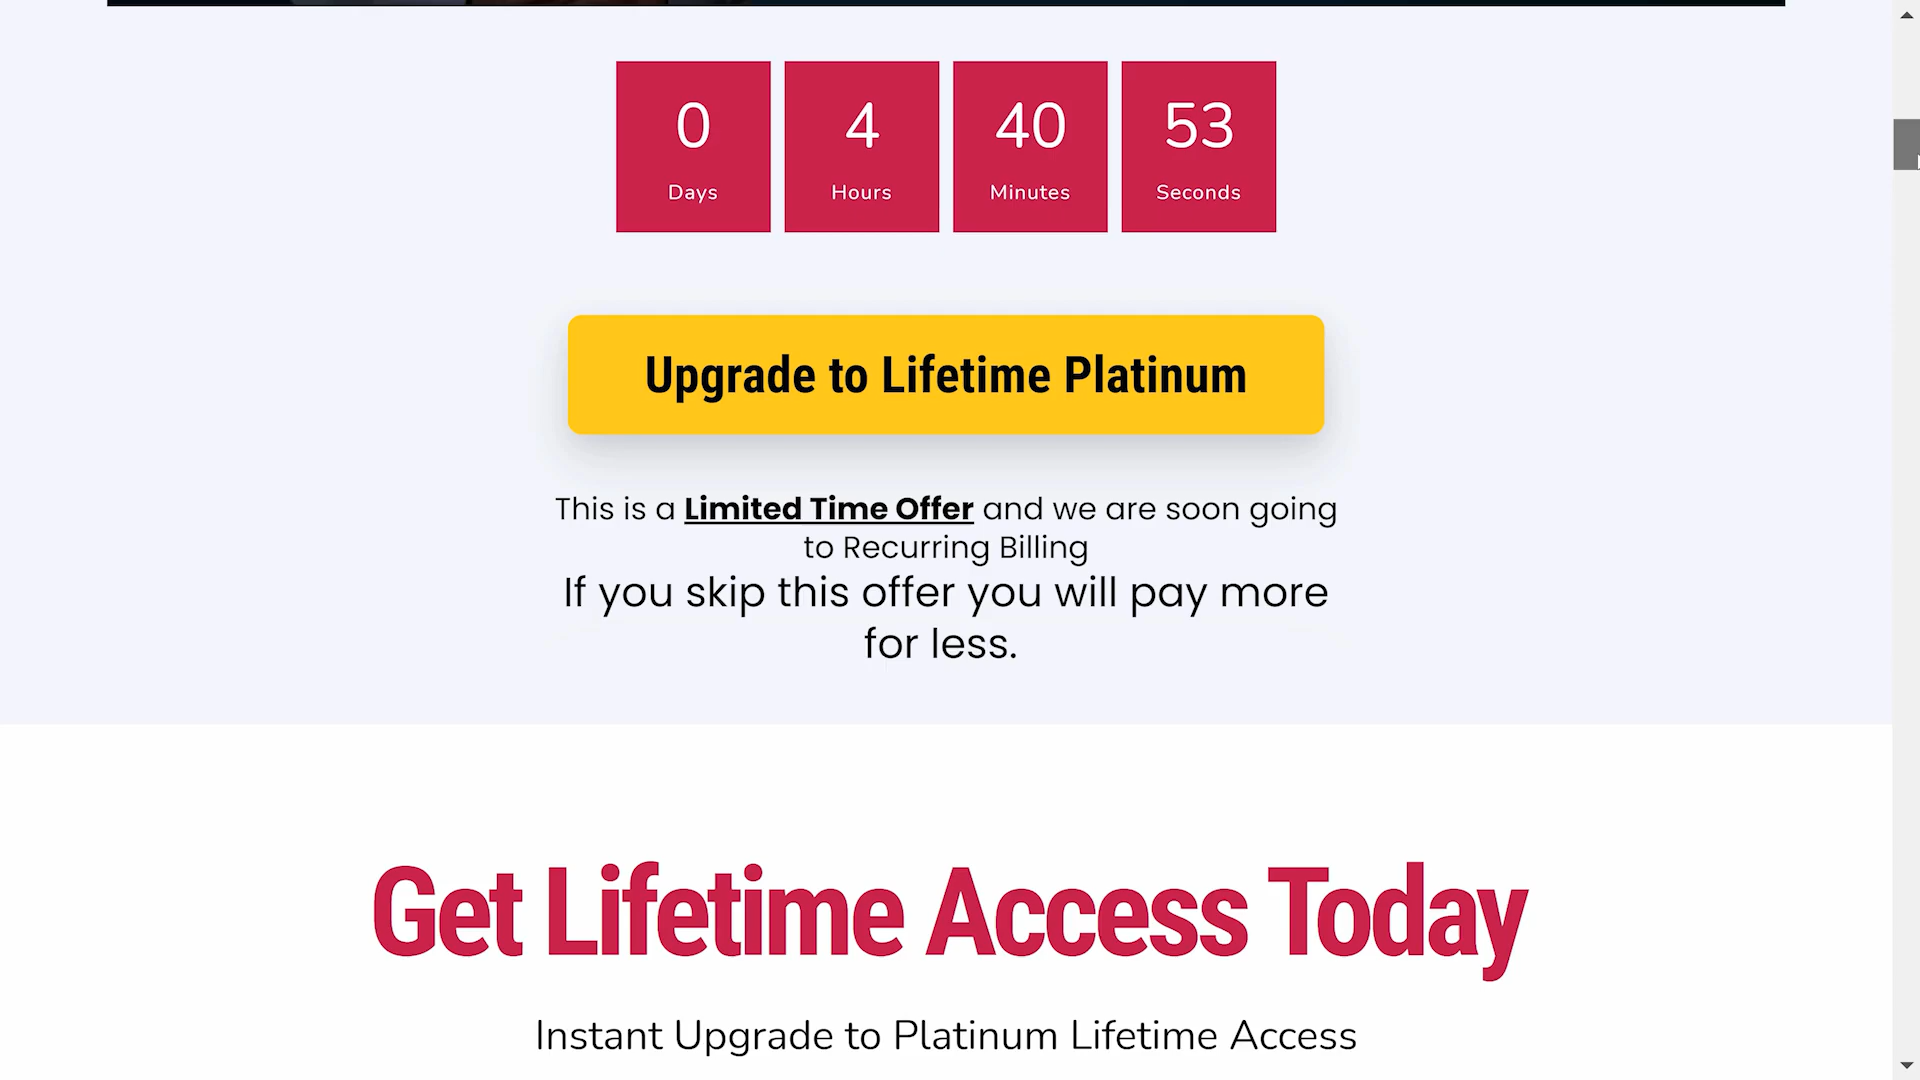 0 4 40 53
Days Hours Minutes Seconds
Upgrade to Lifetime Platinum
This is a Limited Time Offer and we are soon going
to Recurring Billing
If you skip this offer you will pay more
for less.
Get Lifetime Access Today
Instant Upgrade to Platinum Lifetime Access